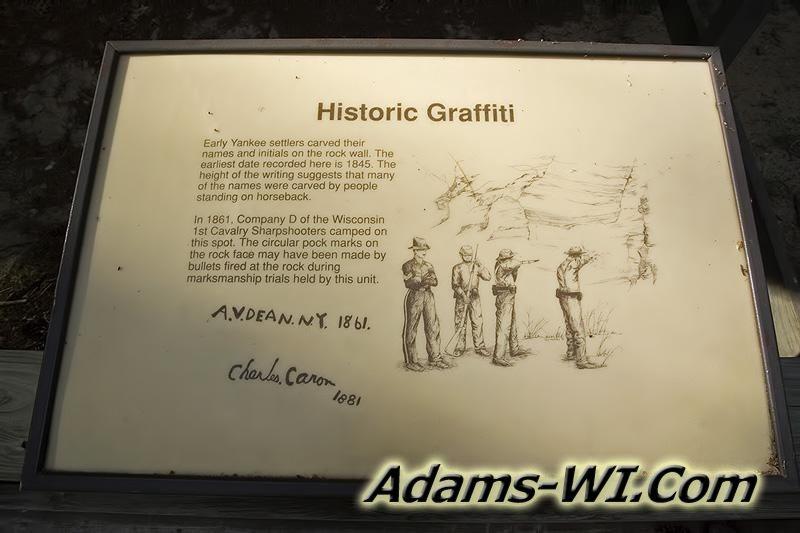 Historic Graffiti
Early Yankee settlers carved their
names and initials on the rock wall. The
earliest date recorded here is 1845. The
height of the writing suggests that many
of the names were carved by people
standing on horseback.
In 1861, Company D of the Wisconsin
1st Cavalry Sharpshooters camped on
this spot. The circular pock marks on
the rock face may have been made by
bullets fired at the rock during
marksmanship trials held by this unit.
A.V.DEAN.N.Y. 1861.
Charles. Caron
1881
Adams-WI.Com